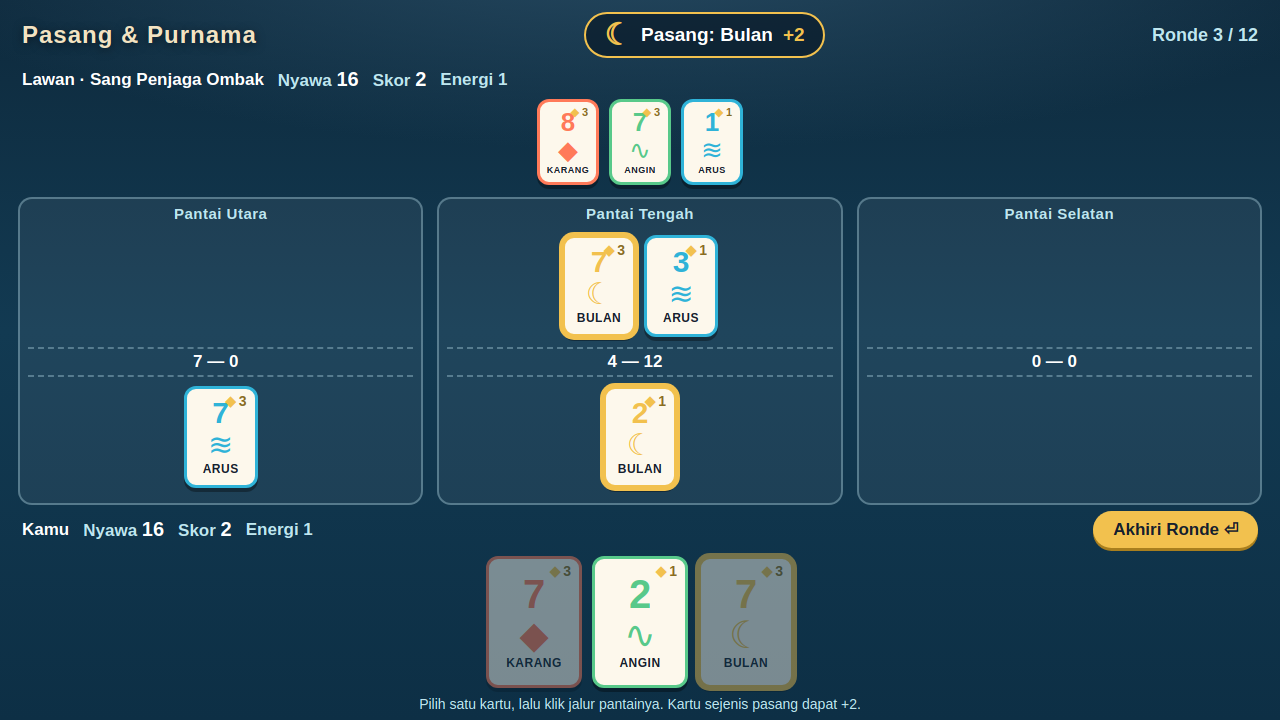 Pasang & Purnama
Pasang: Bulan +2
Ronde 3 / 12
Lawan · Sang Penjaga Ombak Nyawa 16 Skor 2 Energi 1
8 3 KARANG
7 3 ANGIN
1 1 ARUS
Pantai Utara
Pantai Tengah
Pantai Selatan
7 3 BULAN
3 1 ARUS
7 — 0
4 — 12
0 — 0
7 3 ARUS
2 1 BULAN
Kamu Nyawa 16 Skor 2 Energi 1
Akhiri Ronde ⏎
7 3 KARANG
2 1 ANGIN
7 3 BULAN
Pilih satu kartu, lalu klik jalur pantainya. Kartu sejenis pasang dapat +2.